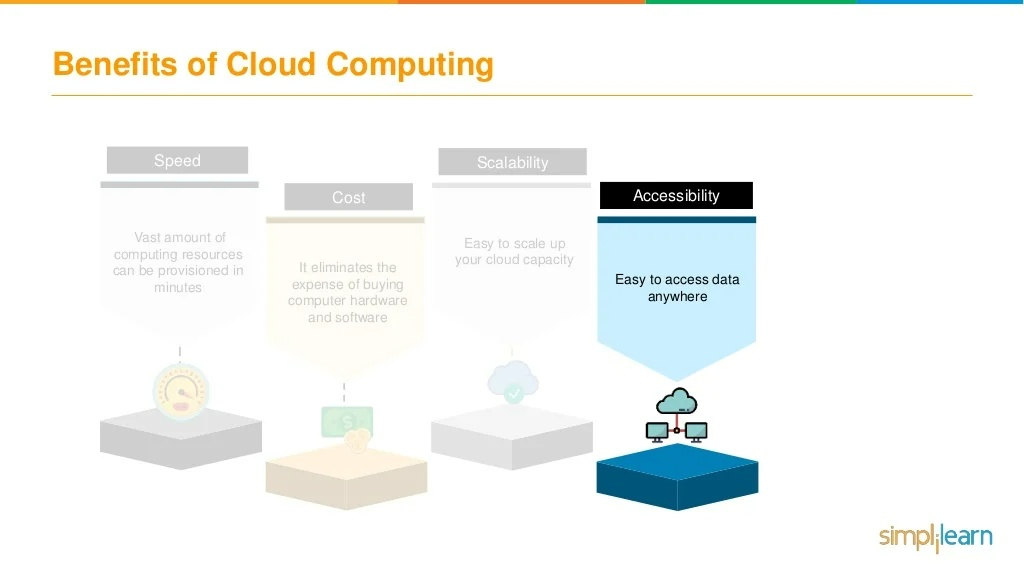 Benefits of Cloud Computing
Speed
Vast amount of
computing resources
can be provisioned in
minutes
Cost
It eliminates the
expense of buying
computer hardware
and software
Scalability
Easy to scale up
your cloud capacity
Accessibility
Easy to access data
anywhere
$
simplilearn